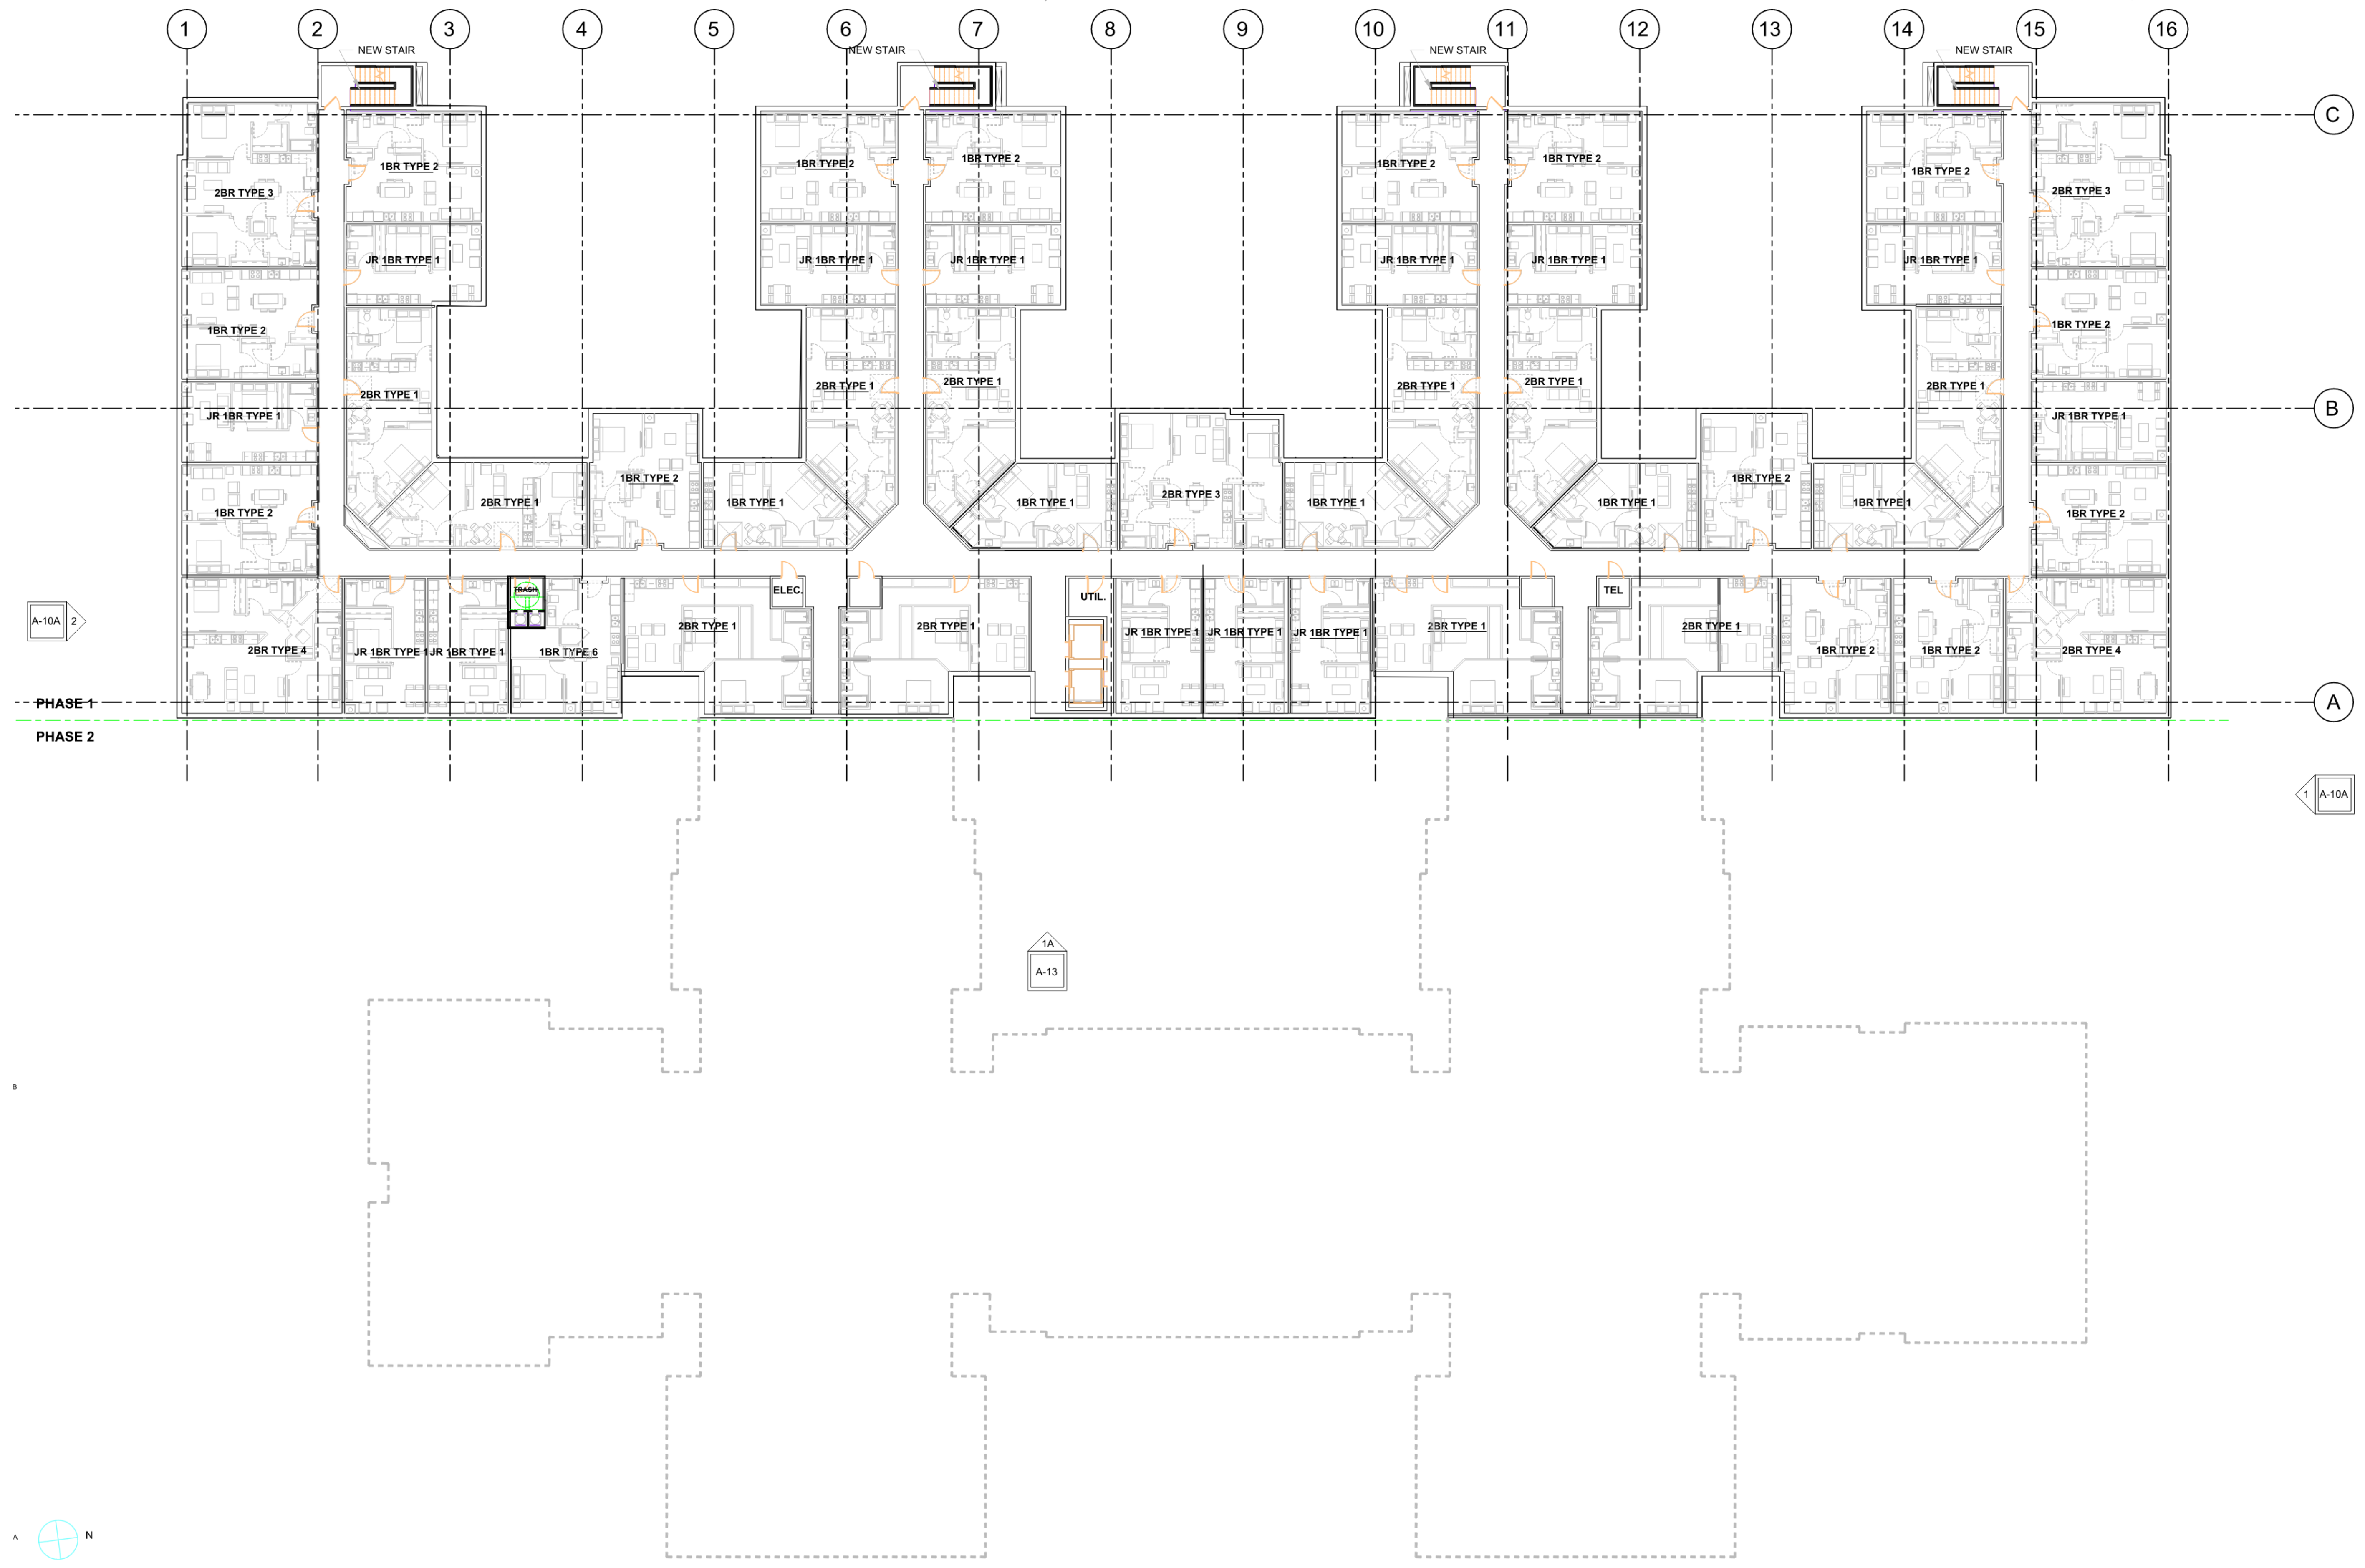 1 2 3 4 5 6 7 8 9 10 11 12 13 14 15 16
NEW STAIR
NEW STAIR
NEW STAIR
NEW STAIR
C
1BR TYPE 2
1BR TYPE 2
1BR TYPE 2
1BR TYPE 2
1BR TYPE 2
1BR TYPE 2
2BR TYPE 3
2BR TYPE 3
JR 1BR TYPE 1
JR 1BR TYPE 1
JR 1BR TYPE 1
JR 1BR TYPE 1
JR 1BR TYPE 1
JR 1BR TYPE 1
1BR TYPE 2
1BR TYPE 2
2BR TYPE 1
2BR TYPE 1
2BR TYPE 1
2BR TYPE 1
2BR TYPE 1
2BR TYPE 1
B
JR 1BR TYPE 1
JR 1BR TYPE 1
1BR TYPE 2
2BR TYPE 1
1BR TYPE 2
1BR TYPE 1
1BR TYPE 1
2BR TYPE 3
1BR TYPE 1
1BR TYPE 1
1BR TYPE 2
1BR TYPE 1
1BR TYPE 2
TRASH
ELEC.
UTIL.
TEL
A-10A 2
2BR TYPE 4
JR 1BR TYPE 1
JR 1BR TYPE 1
1BR TYPE 6
2BR TYPE 1
2BR TYPE 1
JR 1BR TYPE 1
JR 1BR TYPE 1
JR 1BR TYPE 1
2BR TYPE 1
2BR TYPE 1
1BR TYPE 2
1BR TYPE 2
2BR TYPE 4
PHASE 1
A
PHASE 2
1 A-10A
1A
A-13
B
A
N